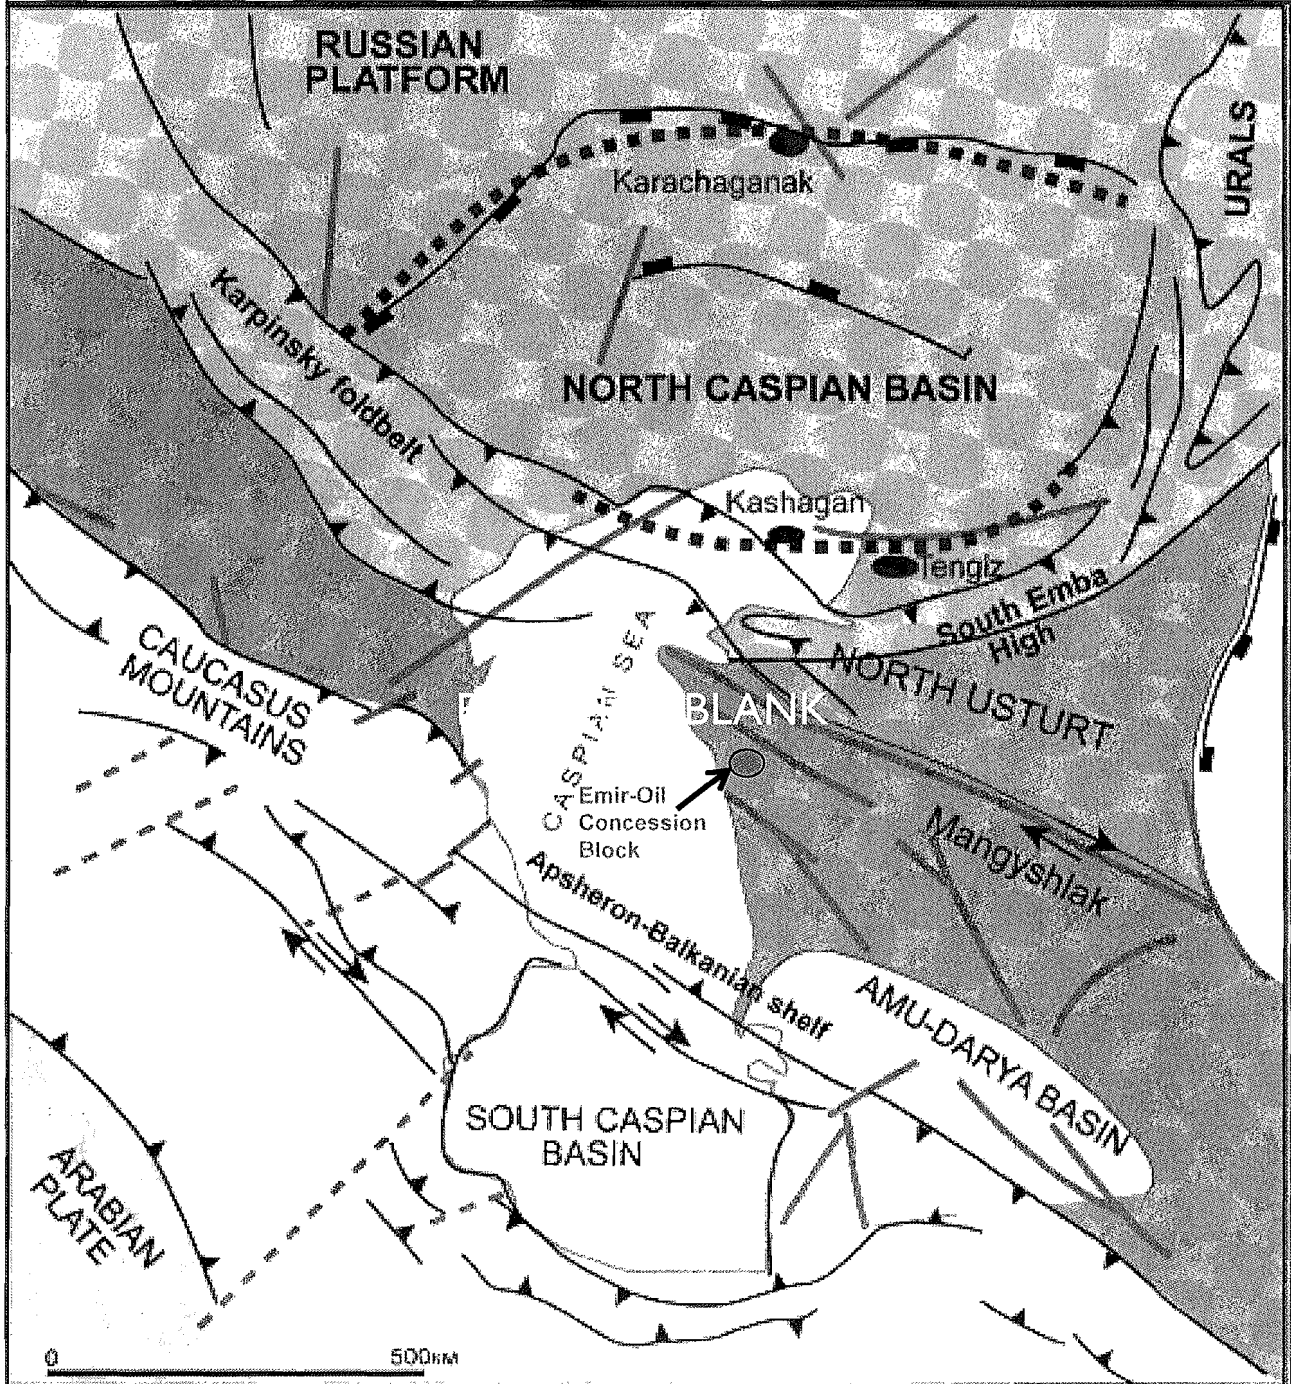 RUSSIAN
PLATFORM
URALS
Karachaganak
Karpinsky foldbelt
NORTH CASPIAN BASIN
Kashagan
Tengiz
South Emba
High
CAUCASUS
MOUNTAINS
CASPIAN SEA
NORTH USTURT
BLANK
Emir-Oil
Concession
Block
Mangyshlak
Apsheron-Balkanian shelf
AMU-DARYA BASIN
SOUTH CASPIAN
BASIN
ARABIAN
PLATE
0 500км